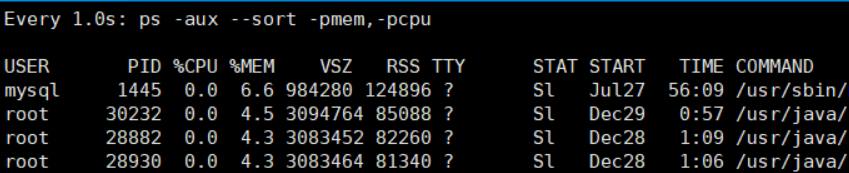 Every 1.0s: ps -aux --sort -pmem,-pcpu
USER PID %CPU %MEM VSZ RSS TTY STAT START TIME COMMAND
mysql 1445 0.0 6.6 984280 124896 ? Sl Jul27 56:09 /usr/sbin/
root 30232 0.0 4.5 3094764 85088 ? Sl Dec29 0:57 /usr/java/
root 28882 0.0 4.3 3083452 82260 ? Sl Dec28 1:09 /usr/java/
root 28930 0.0 4.3 3083464 81340 ? Sl Dec28 1:06 /usr/java/